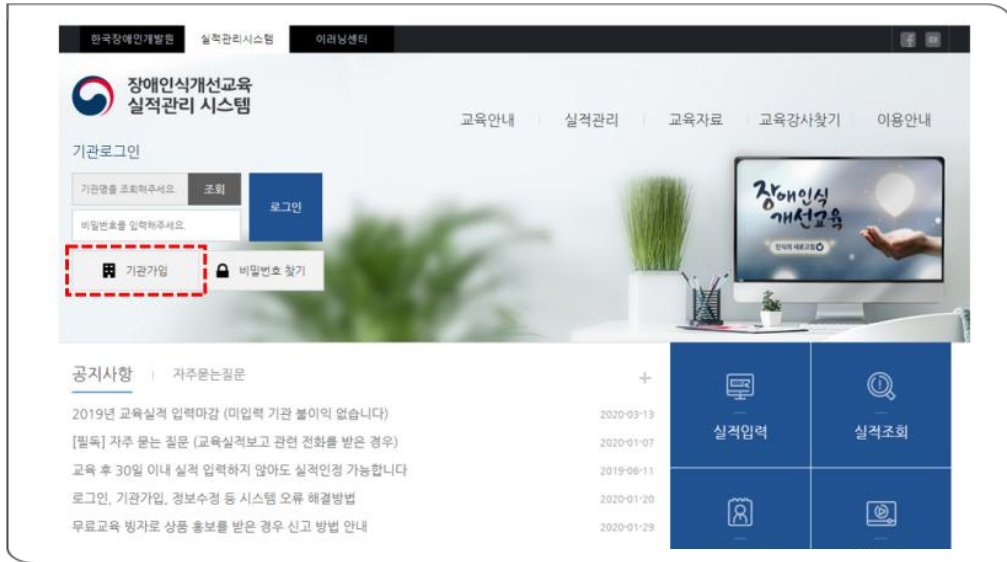 한국장애인개발원 실적관리시스템 이러닝센터
장애인식개선교육
실적관리 시스템
교육안내 실적관리 교육자료 교육강사찾기 이용안내
기관로그인
기관명을 조회해주세요. 조회
로그인
비밀번호를 입력해주세요.
기관가입 비밀번호 찾기
장애인식
개선교육
인식의 새로고침
공지사항 자주묻는질문 +
2019년 교육실적 입력마감 (미입력 기관 불이익 없습니다) 2020-03-13
[필독] 자주 묻는 질문 (교육실적보고 관련 전화를 받은 경우) 2020-01-07
교육 후 30일 이내 실적 입력하지 않아도 실적인정 가능합니다 2019-06-11
로그인, 기관가입, 정보수정 등 시스템 오류 해결방법 2020-01-20
무료교육 빙자로 상품 홍보를 받은 경우 신고 방법 안내 2020-01-29
실적입력 실적조회